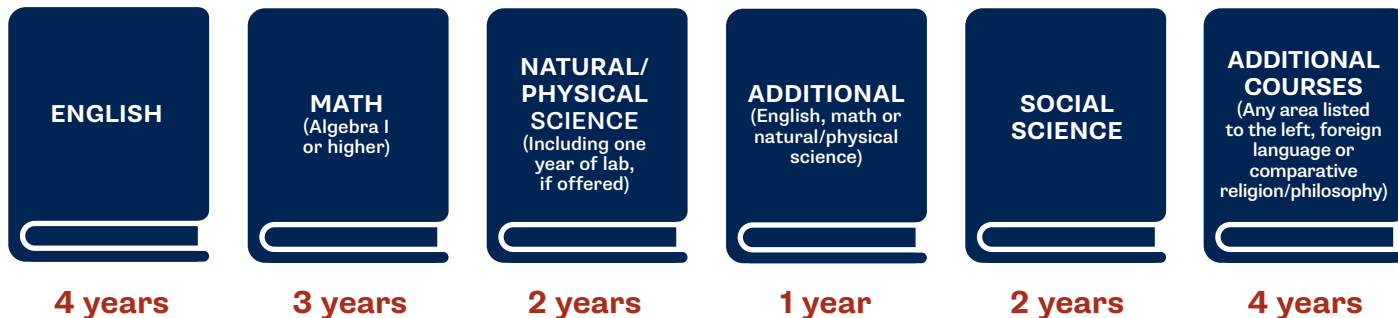 ENGLISH
4 years
MATH
(Algebra I
or higher)
3 years
NATURAL/
PHYSICAL
SCIENCE
(Including one
year of lab,
if offered)
2 years
ADDITIONAL
(English, math or
natural/physical
science)
1 year
SOCIAL
SCIENCE
2 years
ADDITIONAL
COURSES
(Any area listed
to the left, foreign
language or
comparative
religion/philosophy)
4 years